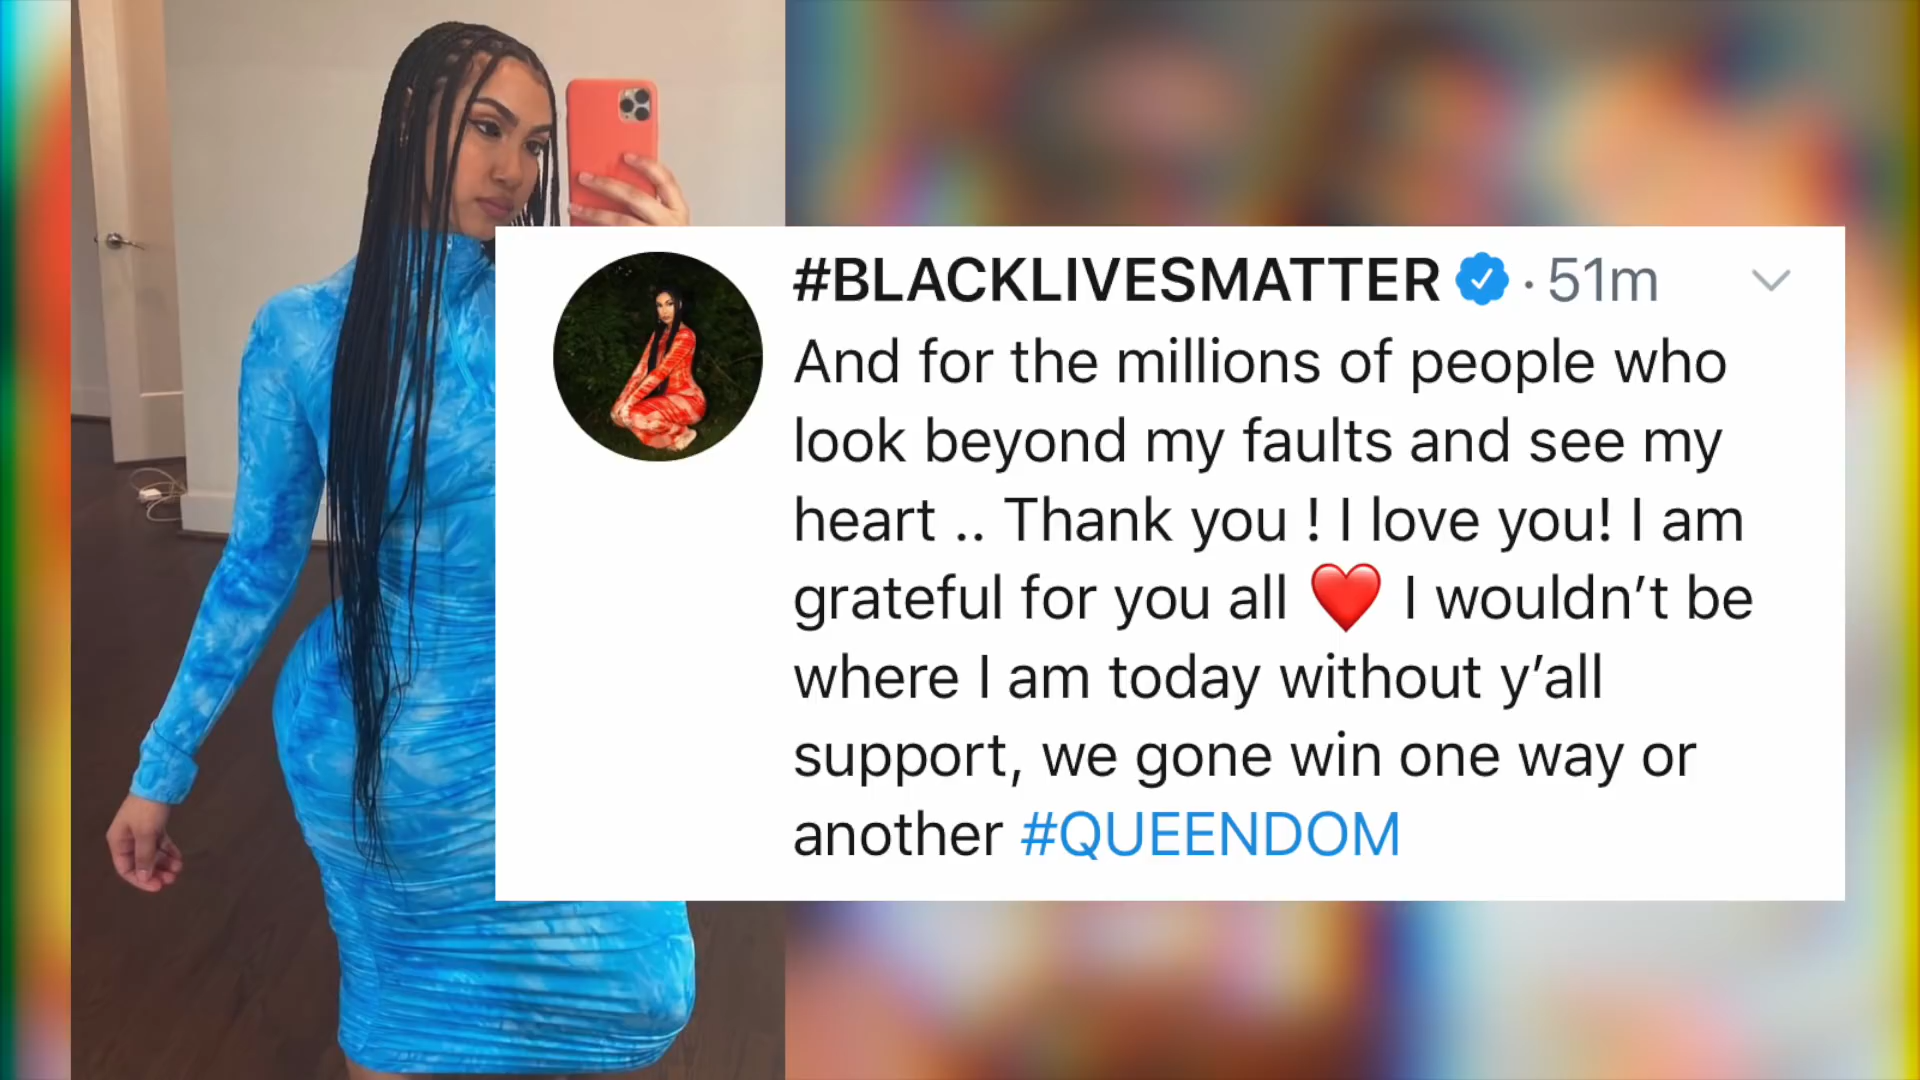 #BLACKLIVESMATTER · 51m
And for the millions of people who
look beyond my faults and see my
heart .. Thank you ! I love you! I am
grateful for you all ❤️ I wouldn’t be
where I am today without y’all
support, we gone win one way or
another #QUEENDOM